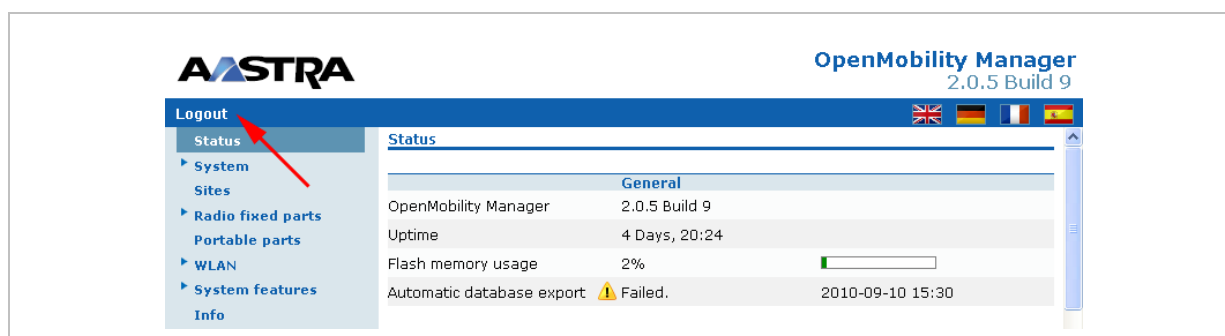 AASTRA
OpenMobility Manager
2.0.5 Build 9
Logout
Status
System
Sites
Radio fixed parts
Portable parts
WLAN
System features
Info
Status
General
OpenMobility Manager 2.0.5 Build 9
Uptime 4 Days, 20:24
Flash memory usage 2%
Automatic database export Failed. 2010-09-10 15:30